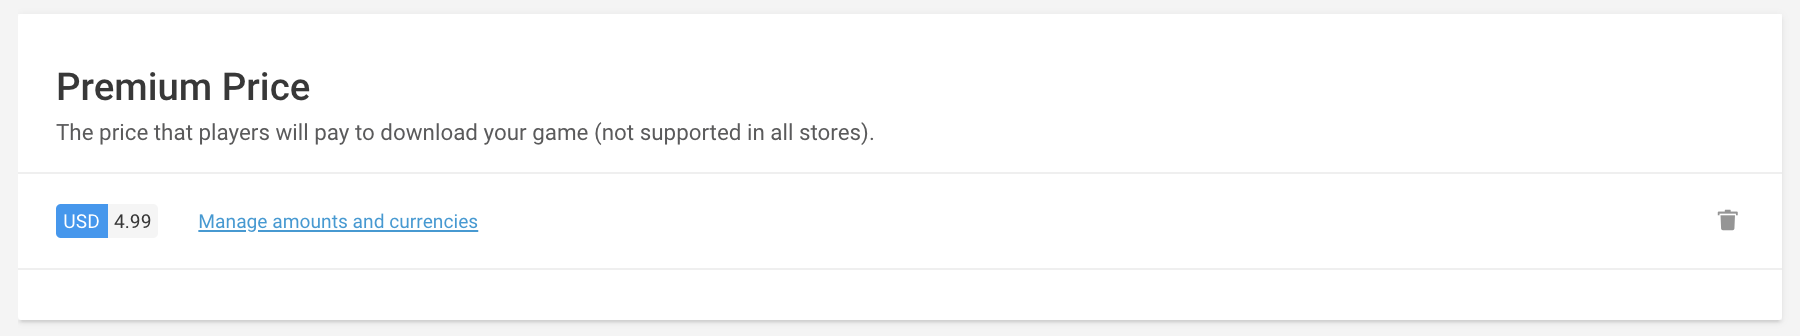 Premium Price
The price that players will pay to download your game (not supported in all stores).
USD 4.99 Manage amounts and currencies